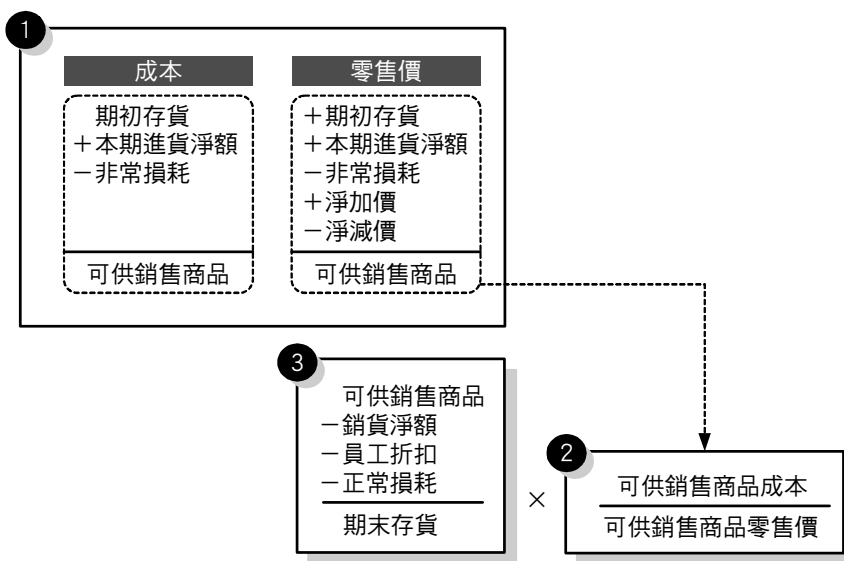 1
成本
期初存貨
＋本期進貨淨額
－非常損耗
可供銷售商品
零售價
＋期初存貨
＋本期進貨淨額
－非常損耗
＋淨加價
－淨減價
可供銷售商品
3
可供銷售商品
－銷貨淨額
－員工折扣
－正常損耗
期末存貨
×
2
可供銷售商品成本
可供銷售商品零售價